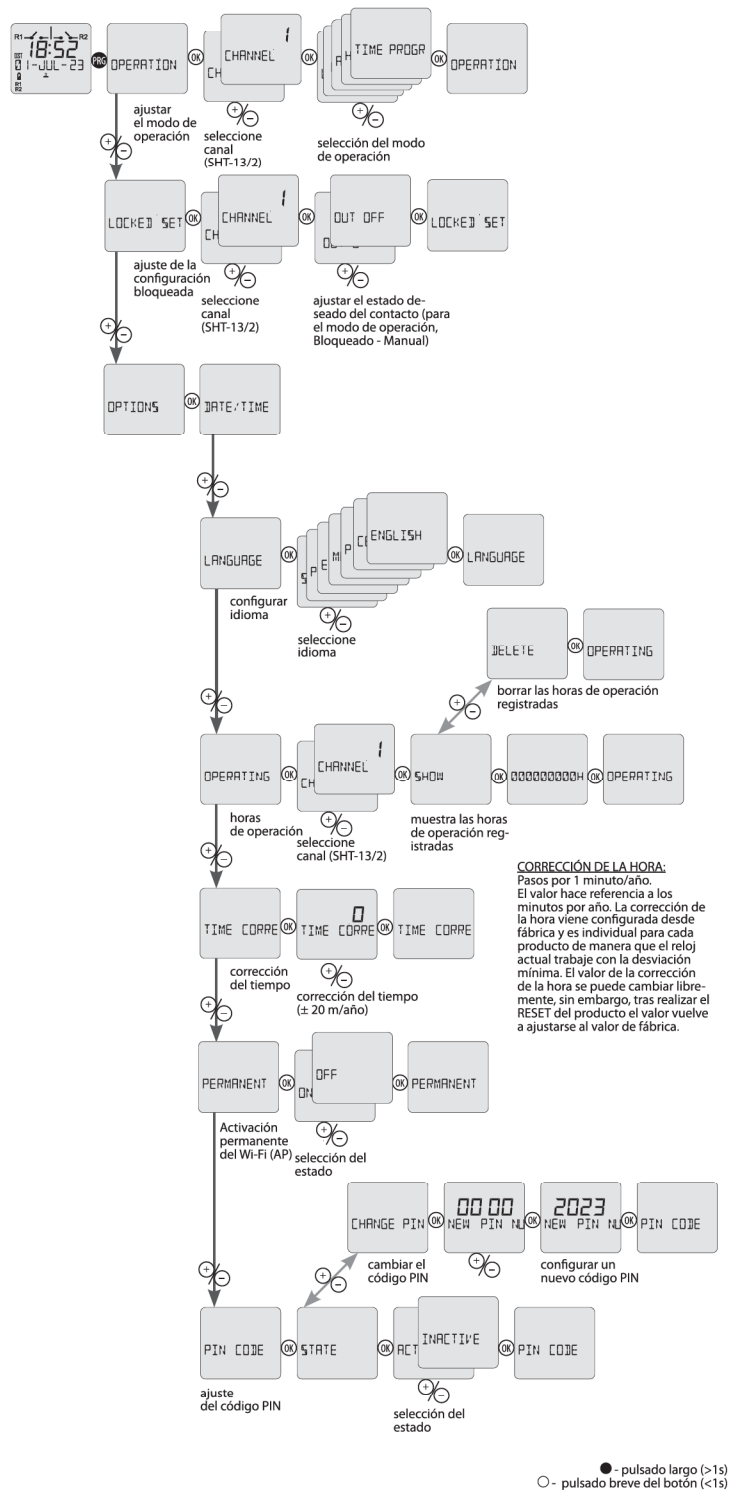 R1 R2
18:52
1-JUL-23
R1
R2
PRG
OPERATION
OK
CHANNEL 1
CH
OK
TIME PROGR
OK
OPERATION
ajustar
el modo de
operación
seleccione
canal
(SHT-13/2)
selección del modo
de operación
LOCKED SET
OK
CHANNEL 1
CH
OK
OUT OFF
OK
LOCKED SET
ajuste de la
configuración
bloqueada
seleccione
canal
(SHT-13/2)
ajustar el estado de-
seado del contacto (para
el modo de operación,
Bloqueado - Manual)
OPTIONS
OK
DATE/TIME
LANGUAGE
OK
S
P
E
M
P
ENGLISH
OK
LANGUAGE
configurar
idioma
seleccione
idioma
DELETE
OK
OPERATING
borrar las horas de operación
registradas
OPERATING
OK
CHANNEL 1
CH
OK
SHOW
OK
000000000H
OK
OPERATING
horas
de operación
seleccione
canal (SHT-13/2)
muestra las horas
de operación reg-
istradas
CORRECCIÓN DE LA HORA:
Pasos por 1 minuto/año.
El valor hace referencia a los
minutos por año. La corrección de
la hora viene configurada desde
fábrica y es individual para cada
producto de manera que el reloj
actual trabaje con la desviación
mínima. El valor de la corrección
de la hora se puede cambiar libre-
mente, sin embargo, tras realizar el
RESET del producto el valor vuelve
a ajustarse al valor de fábrica.
TIME CORRE
OK
0
TIME CORRE
OK
TIME CORRE
corrección
del tiempo
corrección del tiempo
(± 20 m/año)
PERMANENT
OK
OFF
ON
OK
PERMANENT
Activación
permanente
del Wi-Fi (AP)
selección del
estado
CHANGE PIN
OK
00 00
NEW PIN NU
OK
2023
NEW PIN NU
OK
PIN CODE
cambiar el
código PIN
configurar un
nuevo código PIN
PIN CODE
OK
STATE
OK
ACT
INACTIVE
OK
PIN CODE
ajuste
del código PIN
selección del
estado
- pulsado largo (>1s)
- pulsado breve del botón (<1s)